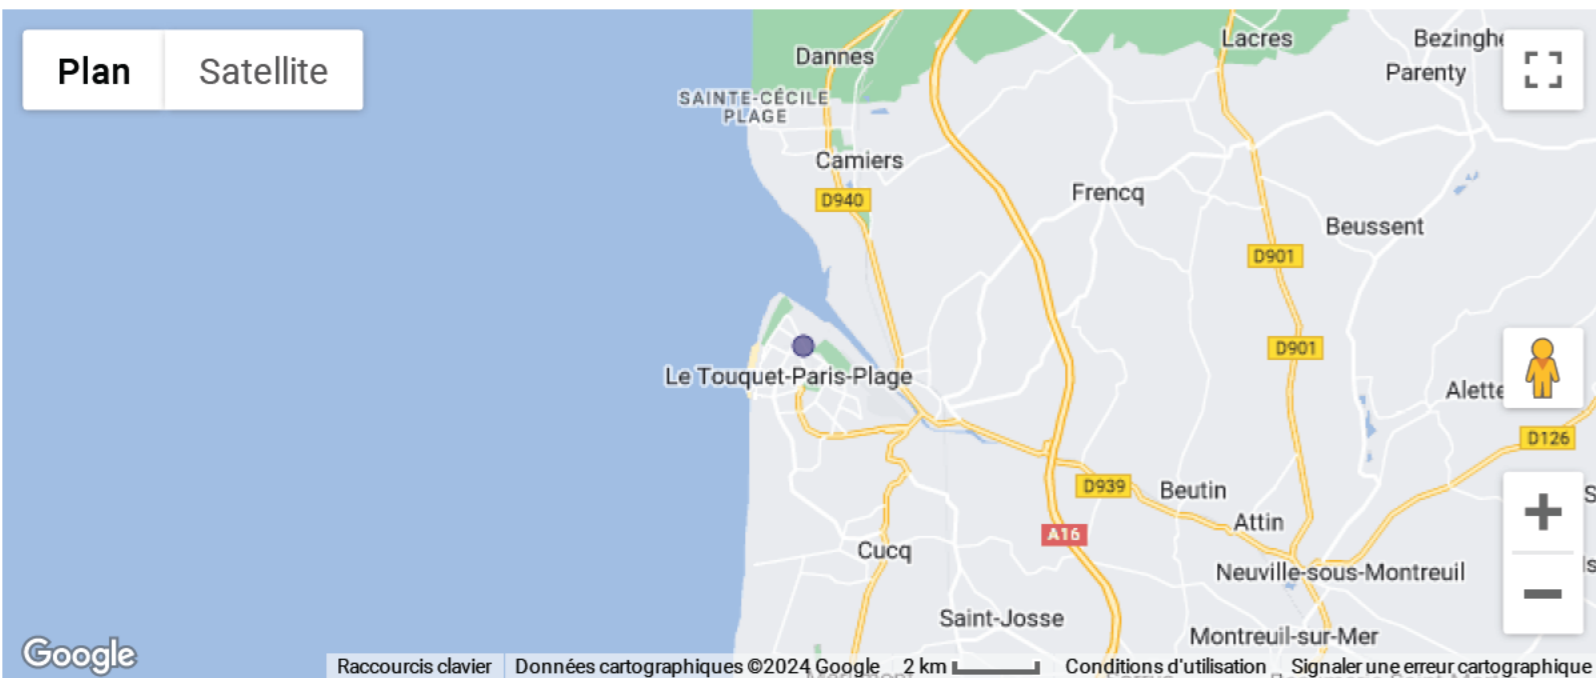 Plan
Satellite
Dannes
Lacres
Parenty
SAINTE-CÉCILE
PLAGE
Camiers
D940
Frencq
Beussent
D901
D901
Le Touquet-Paris-Plage
D126
D939
Beutin
Attin
A16
Cucq
Neuville-sous-Montreuil
Saint-Josse
Montreuil-sur-Mer
Google
Raccourcis clavier
Données cartographiques ©2024 Google
2 km
Conditions d'utilisation
Signaler une erreur cartographique